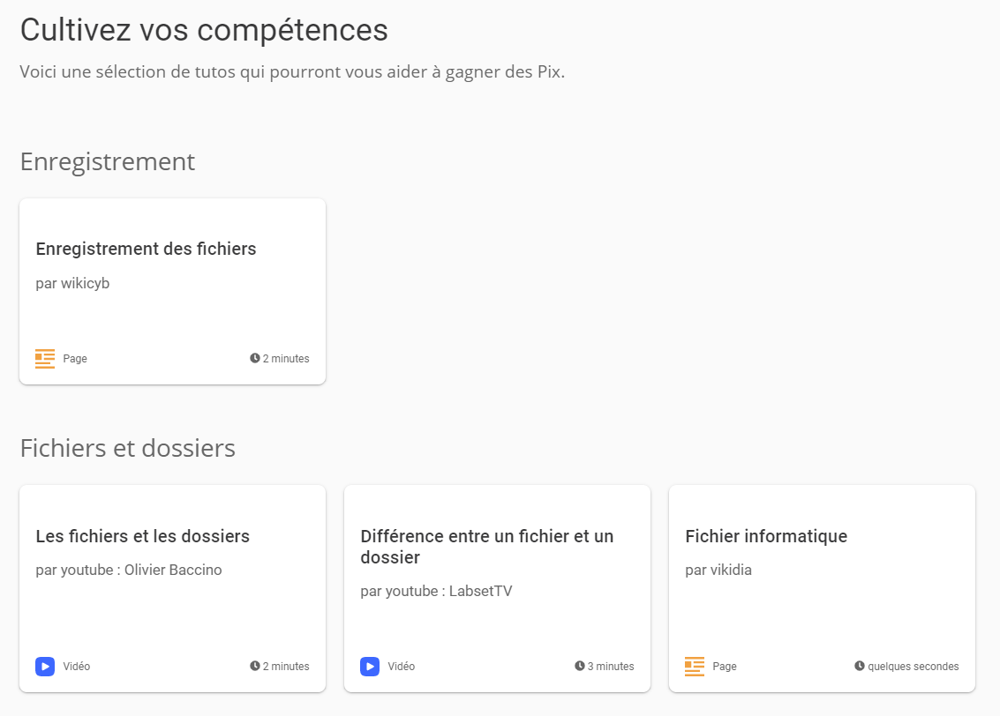 Cultivez vos compétences
Voici une sélection de tutos qui pourront vous aider à gagner des Pix.
Enregistrement
Enregistrement des fichiers
par wikicyb
Page
2 minutes
Fichiers et dossiers
Les fichiers et les dossiers
par youtube : Olivier Baccino
Vidéo
2 minutes
Différence entre un fichier et un
dossier
par youtube : LabsetTV
Vidéo
3 minutes
Fichier informatique
par vikidia
Page
quelques secondes